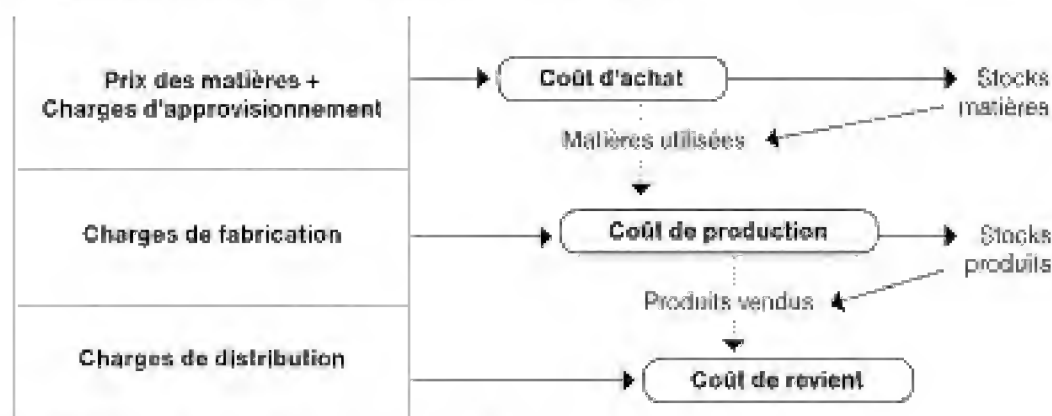 Prix des matières +
Charges d'approvisionnement
Coût d'achat
Stocks
matières
Matières utilisées
Charges de fabrication
Coût de production
Stocks
produits
Produits vendus
Charges de distribution
Coût de revient